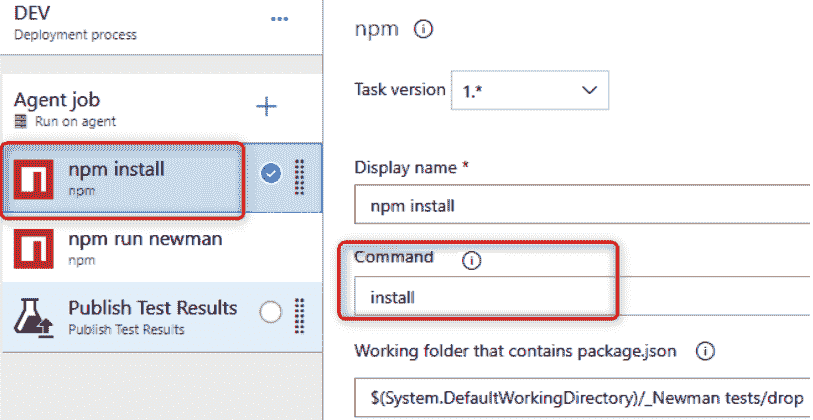 DEV
Deployment process
Agent job
Run on agent
npm install
npm
npm run newman
npm
Publish Test Results
Publish Test Results
npm
Task version 1.*
Display name *
npm install
Command
install
Working folder that contains package.json
$(System.DefaultWorkingDirectory)/_Newman tests/drop